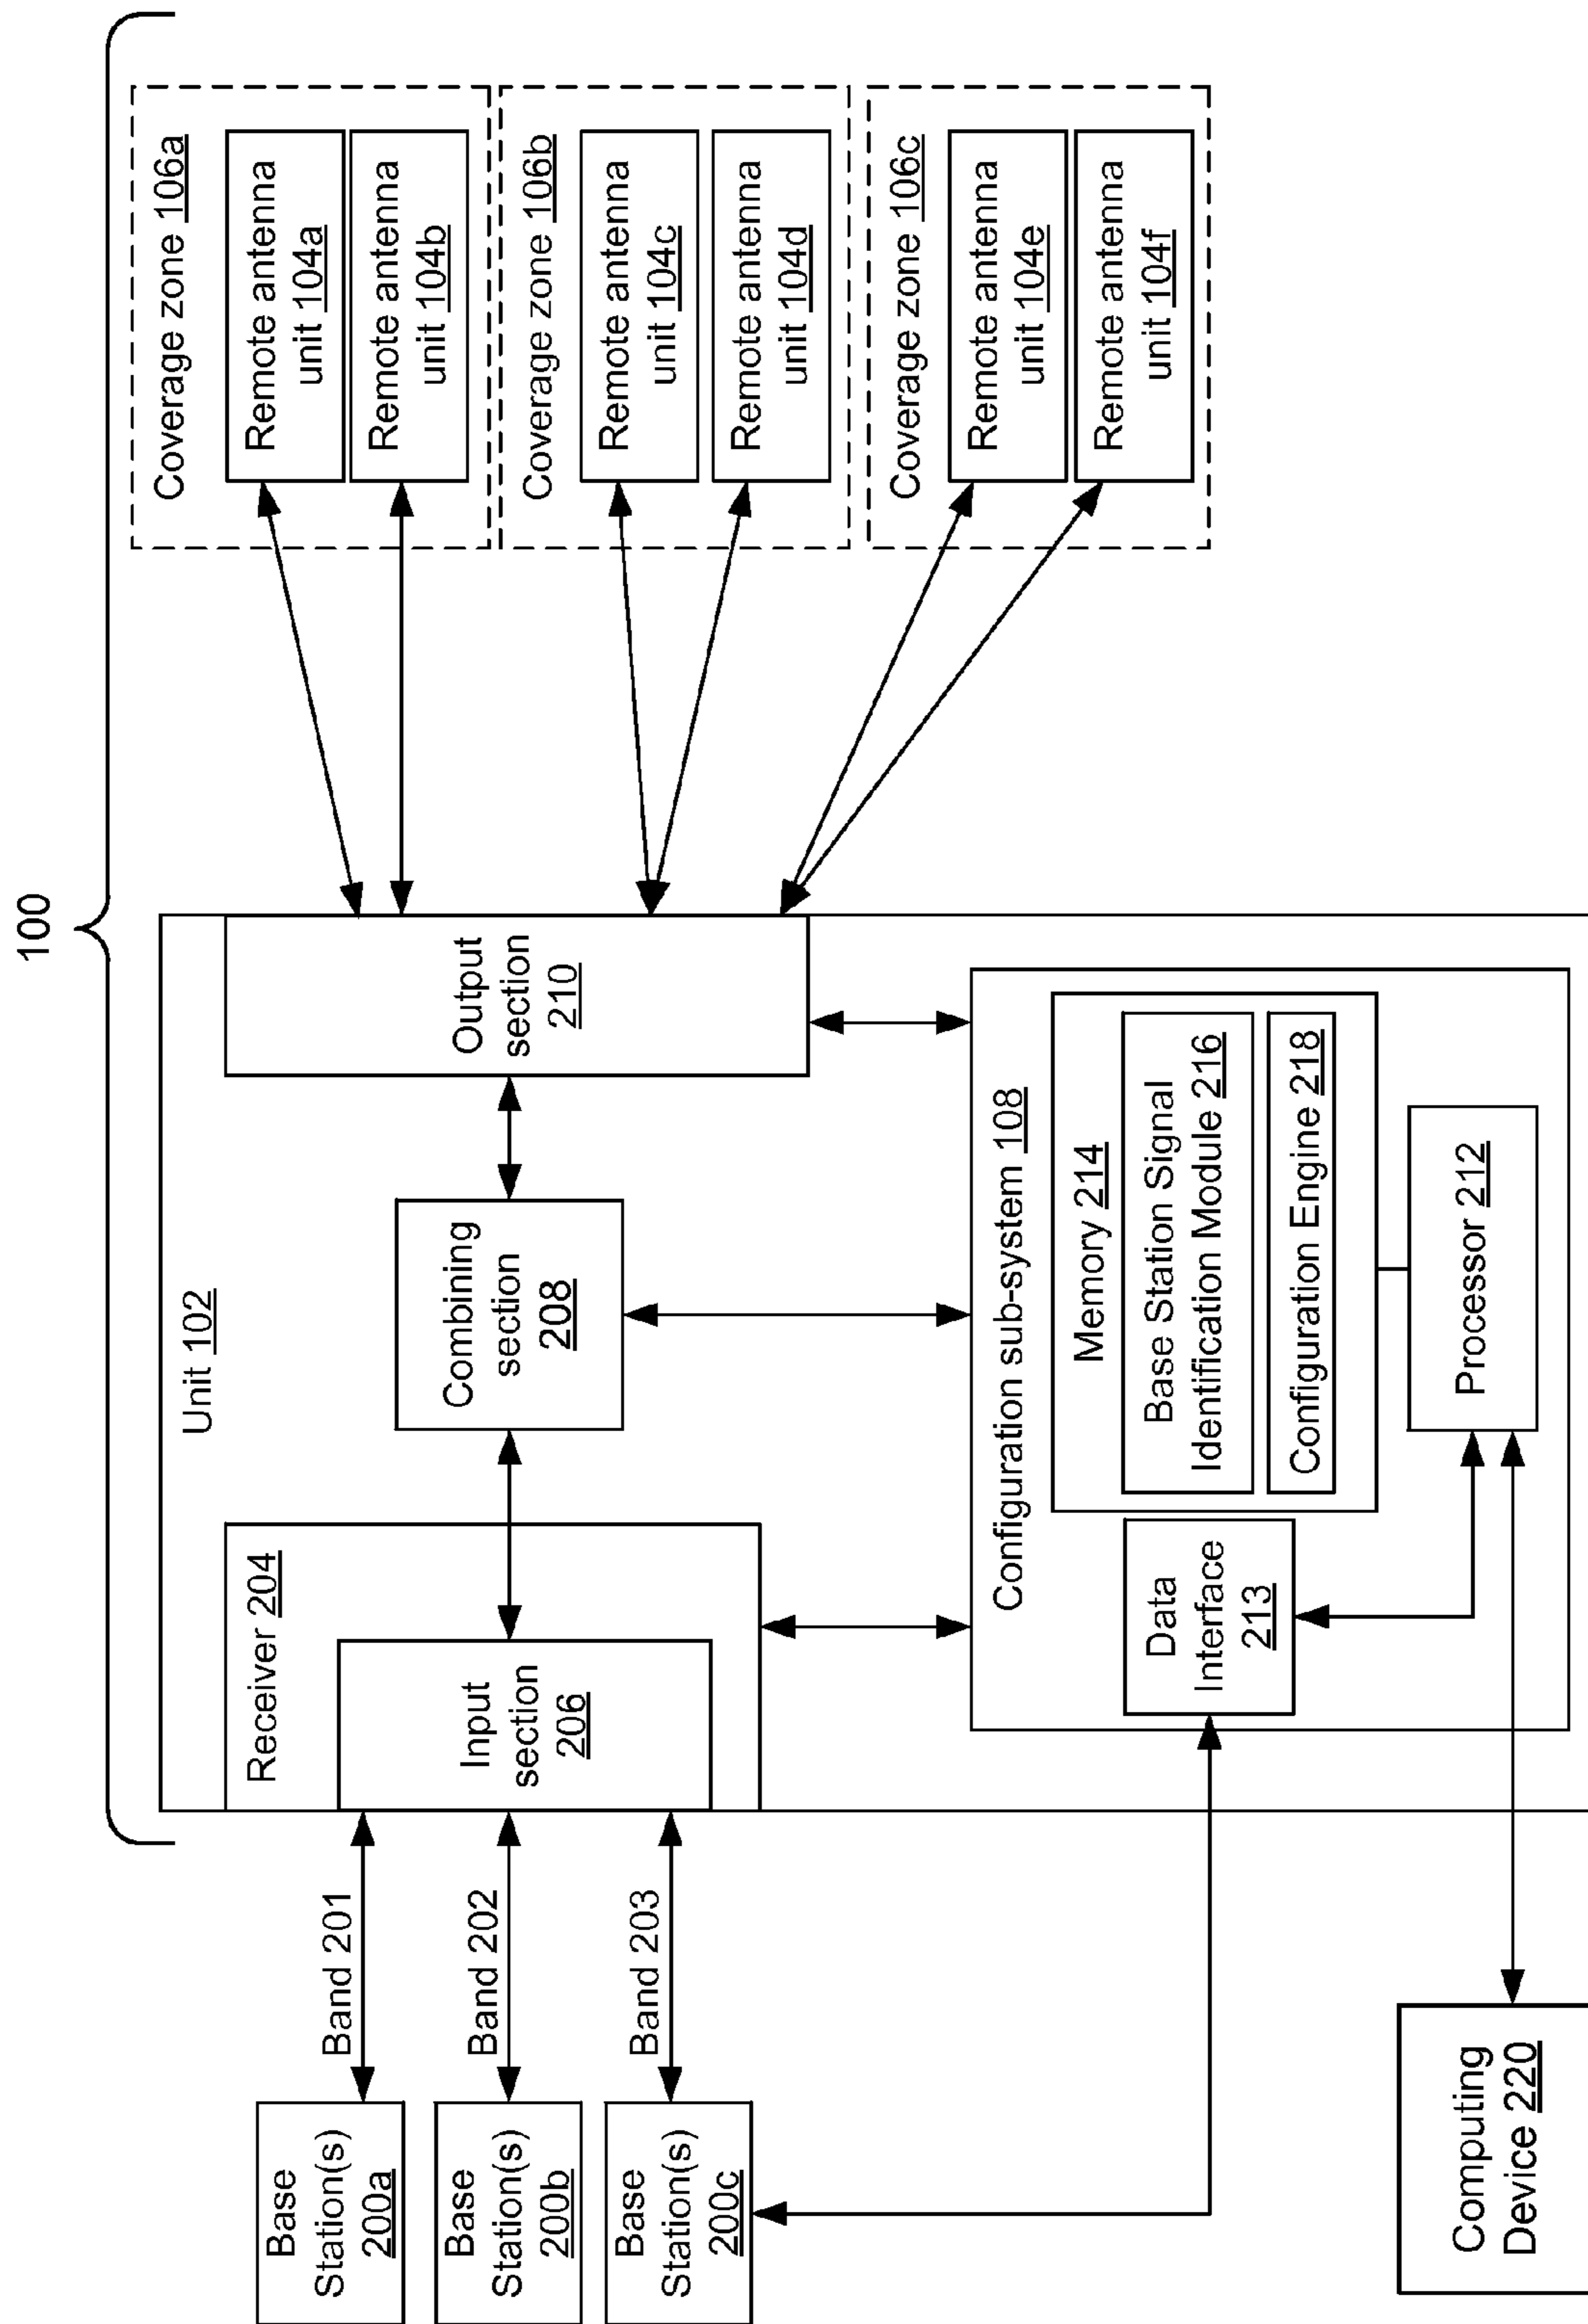 100
Base
Station(s)
200a
Base
Station(s)
200b
Base
Station(s)
200c
Band 201
Band 202
Band 203
Computing
Device 220
Unit 102
Receiver 204
Input
section
206
Combining
section
208
Output
section
210
Configuration sub-system 108
Data
Interface
213
Memory 214
Base Station Signal
Identification Module 216
Configuration Engine 218
Processor 212
Coverage zone 106a
Remote antenna
unit 104a
Remote antenna
unit 104b
Coverage zone 106b
Remote antenna
unit 104c
Remote antenna
unit 104d
Coverage zone 106c
Remote antenna
unit 104e
Remote antenna
unit 104f